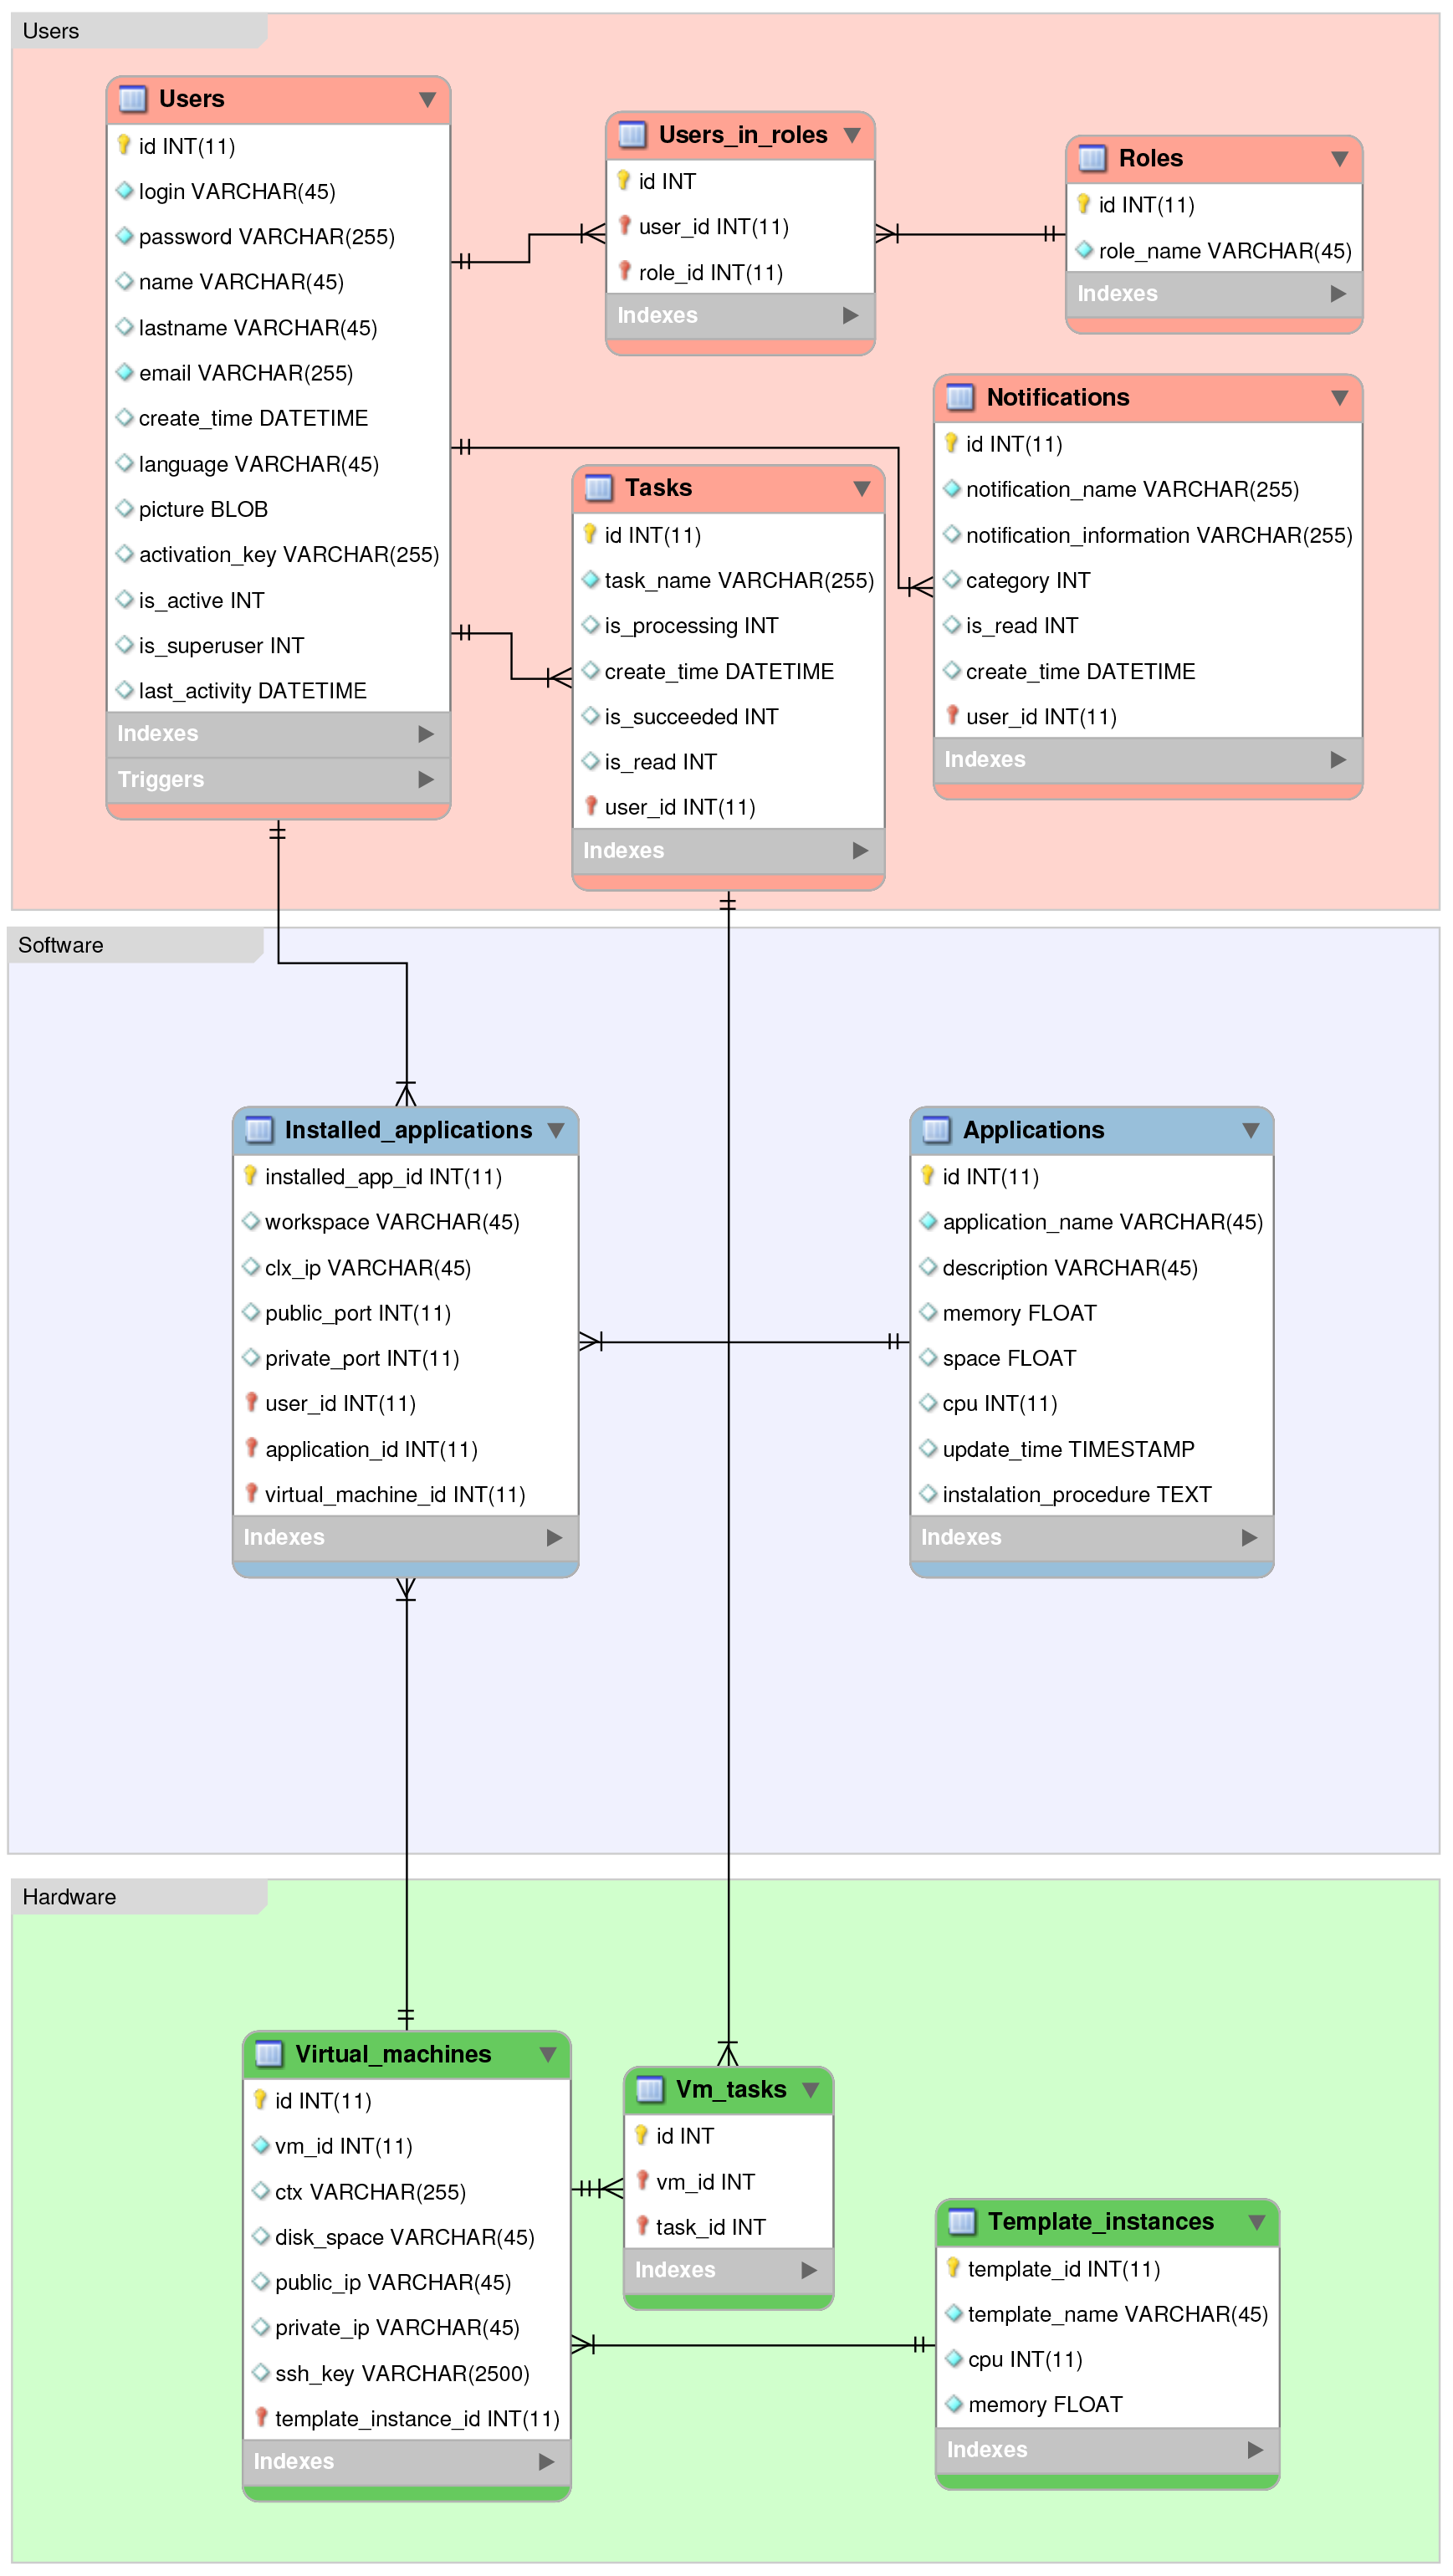 Users
Users
id INT(11)
login VARCHAR(45)
password VARCHAR(255)
name VARCHAR(45)
lastname VARCHAR(45)
email VARCHAR(255)
create_time DATETIME
language VARCHAR(45)
picture BLOB
activation_key VARCHAR(255)
is_active INT
is_superuser INT
last_activity DATETIME
Indexes
Triggers
Users_in_roles
id INT
user_id INT(11)
role_id INT(11)
Indexes
Roles
id INT(11)
role_name VARCHAR(45)
Indexes
Notifications
id INT(11)
notification_name VARCHAR(255)
notification_information VARCHAR(255)
category INT
is_read INT
create_time DATETIME
user_id INT(11)
Indexes
Tasks
id INT(11)
task_name VARCHAR(255)
is_processing INT
create_time DATETIME
is_succeeded INT
is_read INT
user_id INT(11)
Indexes
Software
Installed_applications
installed_app_id INT(11)
workspace VARCHAR(45)
clx_ip VARCHAR(45)
public_port INT(11)
private_port INT(11)
user_id INT(11)
application_id INT(11)
virtual_machine_id INT(11)
Indexes
Applications
id INT(11)
application_name VARCHAR(45)
description VARCHAR(45)
memory FLOAT
space FLOAT
cpu INT(11)
update_time TIMESTAMP
instalation_procedure TEXT
Indexes
Hardware
Virtual_machines
id INT(11)
vm_id INT(11)
ctx VARCHAR(255)
disk_space VARCHAR(45)
public_ip VARCHAR(45)
private_ip VARCHAR(45)
ssh_key VARCHAR(2500)
template_instance_id INT(11)
Indexes
Vm_tasks
id INT
vm_id INT
task_id INT
Indexes
Template_instances
template_id INT(11)
template_name VARCHAR(45)
cpu INT(11)
memory FLOAT
Indexes